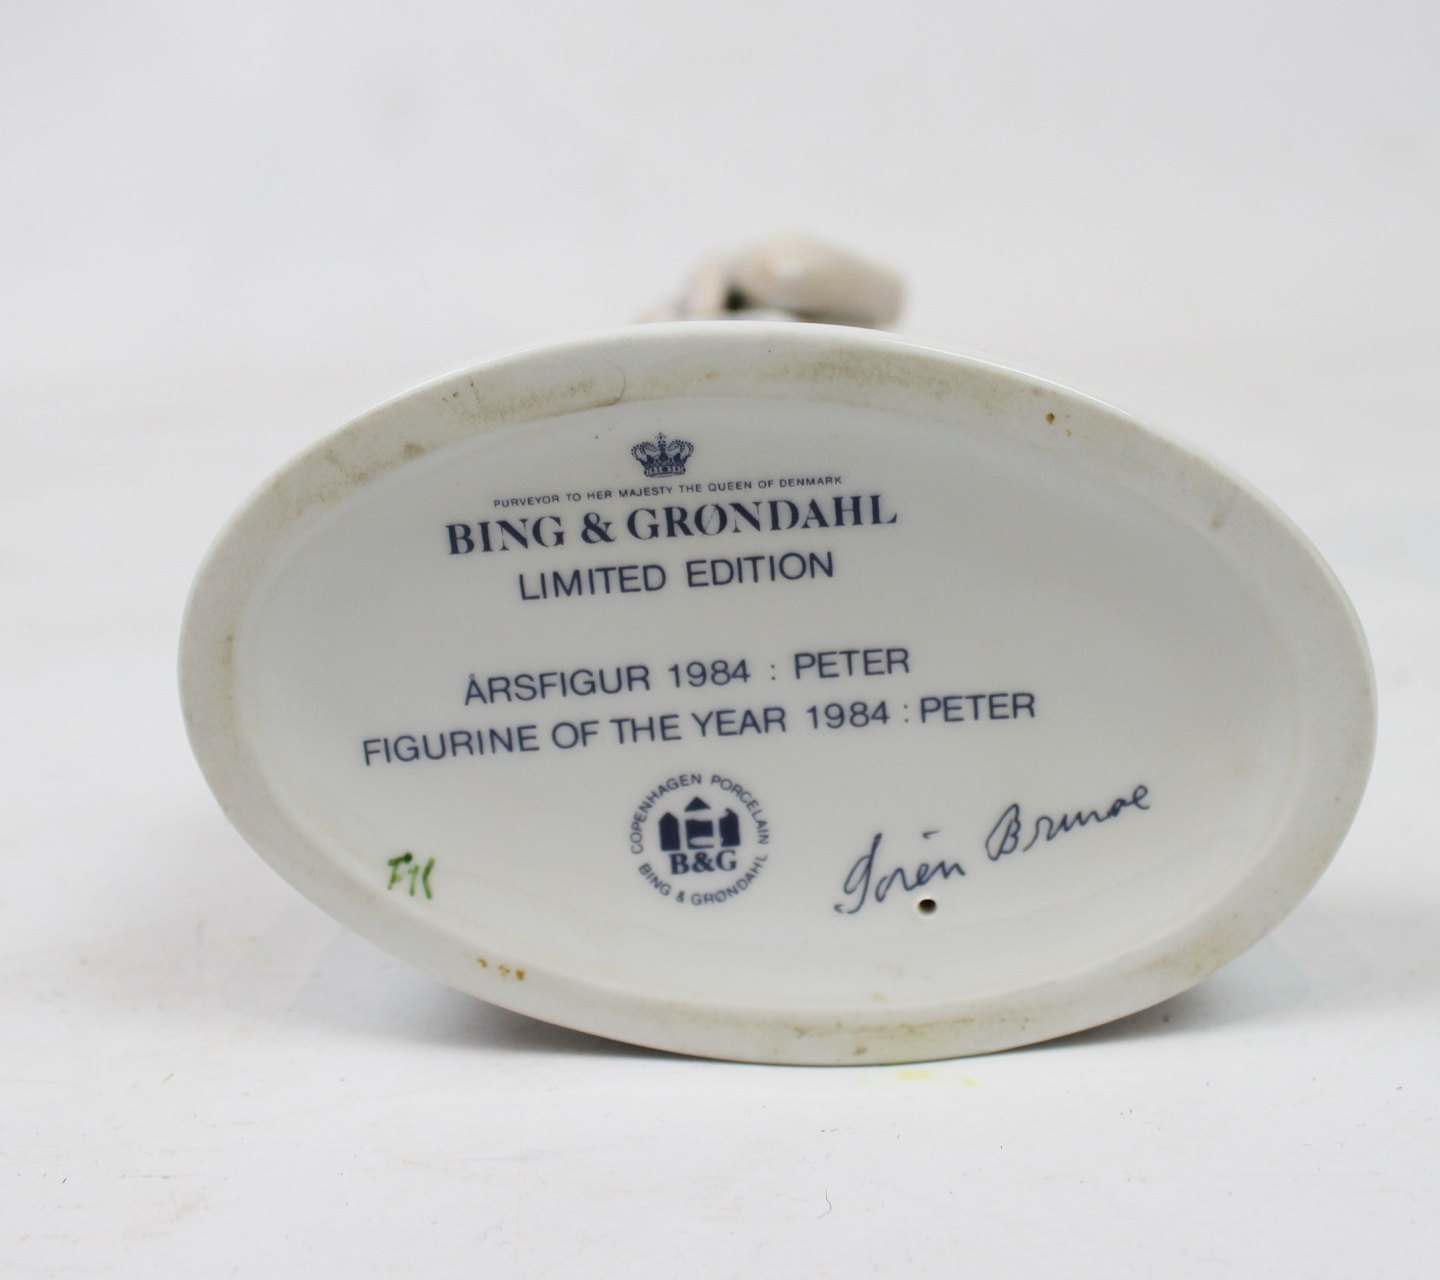 PURVEYOR TO HER MAJESTY THE QUEEN OF DENMARK
BING & GRØNDAHL
LIMITED EDITION
ÅRSFIGUR 1984 : PETER
FIGURINE OF THE YEAR 1984 : PETER
COPENHAGEN PORCELAIN
B&G
BING & GRØNDAHL
Sorèn Brunoe